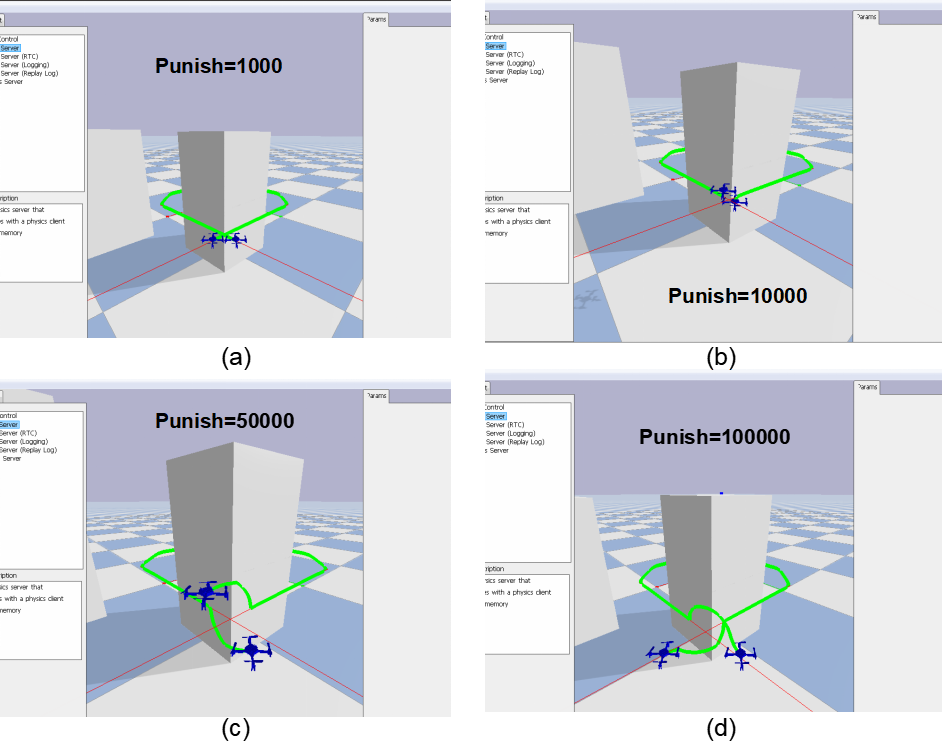 Params
Control
Server
Server (RTC)
Server (Logging)
Server (Replay Log)
s Server
Punish=1000
ription
sics server that
s with a physics client
memory
(a)
Params
Control
Server
Server (RTC)
Server (Logging)
Server (Replay Log)
s Server
Punish=10000
ription
sics server that
s with a physics client
memory
(b)
Params
ontrol
Server
Server (RTC)
Server (Logging)
Server (Replay Log)
Server
Punish=50000
iption
sics server that
s with a physics client
memory
(c)
Params
Control
Server
Server (RTC)
Server (Logging)
Server (Replay Log)
s Server
Punish=100000
ription
sics server that
s with a physics client
memory
(d)